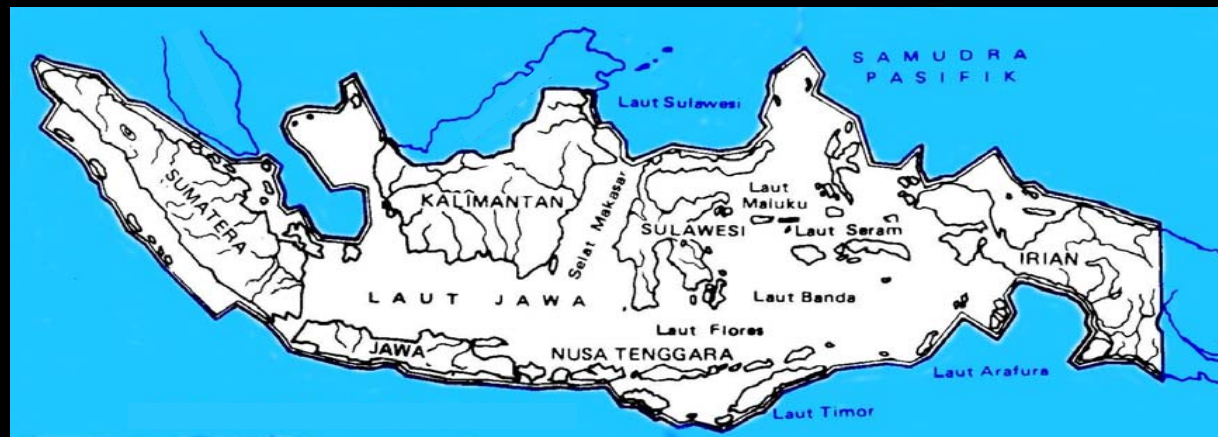 SAMUDRA
PASIFIK
Laut Sulawesi
SUMATERA
KALIMANTAN
Selat Makasar
SULAWESI
Laut
Maluku
Laut Seram
IRIAN
LAUT JAWA
Laut Banda
Laut Flores
JAWA
NUSA TENGGARA
Laut Arafura
Laut Timor